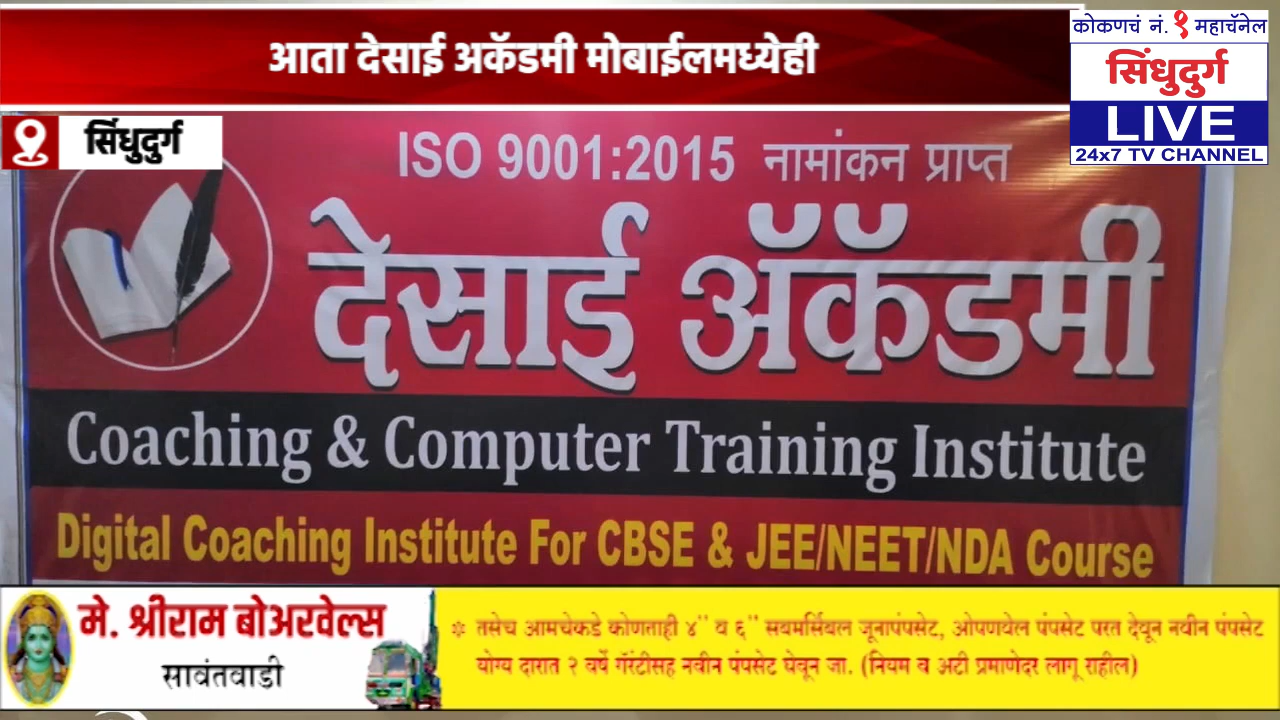 आता देसाई अकॅडमी मोबाईलमध्येही
कोकणचं नं. १ महाचॅनेल
सिंधुदुर्ग
LIVE
24x7 TV CHANNEL
सिंधुदुर्ग
ISO 9001:2015 नामांकन प्राप्त
देसाई ॲकॅडमी
Coaching & Computer Training Institute
Digital Coaching Institute For CBSE & JEE/NEET/NDA Course
मे. श्रीराम बोअरवेल्स
सावंतवाडी
तसेच आमचेकडे कोणताही ४" व ६" सबमर्सिबल जूनापंपसेट, ओपणवेल पंपसेट परत देवून नवीन पंपसेट
योग्य दारात २ वर्षे गॅरंटीसह नवीन पंपसेट घेवून जा. (नियम व अटी प्रमाणेदर लागू राहील)